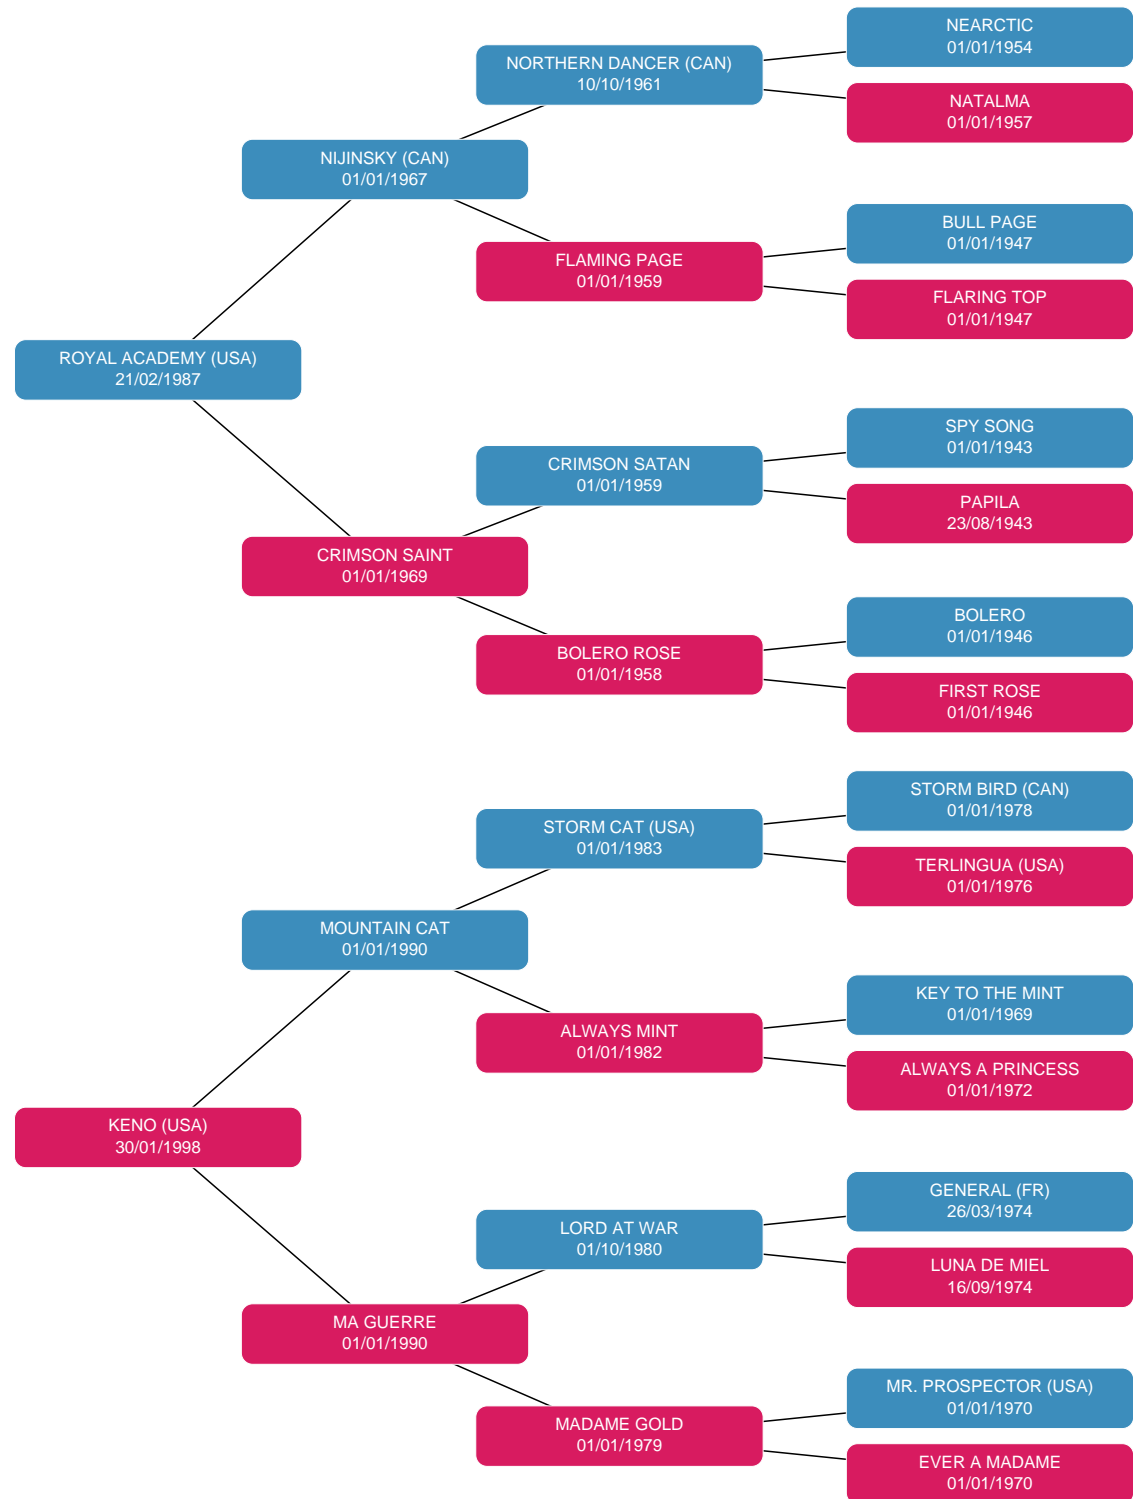 NEARCTIC
01/01/1954
NORTHERN DANCER (CAN)
10/10/1961
NATALMA
01/01/1957
NIJINSKY (CAN)
01/01/1967
BULL PAGE
01/01/1947
FLAMING PAGE
01/01/1959
FLARING TOP
01/01/1947
ROYAL ACADEMY (USA)
21/02/1987
SPY SONG
01/01/1943
CRIMSON SATAN
01/01/1959
PAPILA
23/08/1943
CRIMSON SAINT
01/01/1969
BOLERO
01/01/1946
BOLERO ROSE
01/01/1958
FIRST ROSE
01/01/1946
STORM BIRD (CAN)
01/01/1978
STORM CAT (USA)
01/01/1983
TERLINGUA (USA)
01/01/1976
MOUNTAIN CAT
01/01/1990
KEY TO THE MINT
01/01/1969
ALWAYS MINT
01/01/1982
ALWAYS A PRINCESS
01/01/1972
KENO (USA)
30/01/1998
GENERAL (FR)
26/03/1974
LORD AT WAR
01/10/1980
LUNA DE MIEL
16/09/1974
MA GUERRE
01/01/1990
MR. PROSPECTOR (USA)
01/01/1970
MADAME GOLD
01/01/1979
EVER A MADAME
01/01/1970